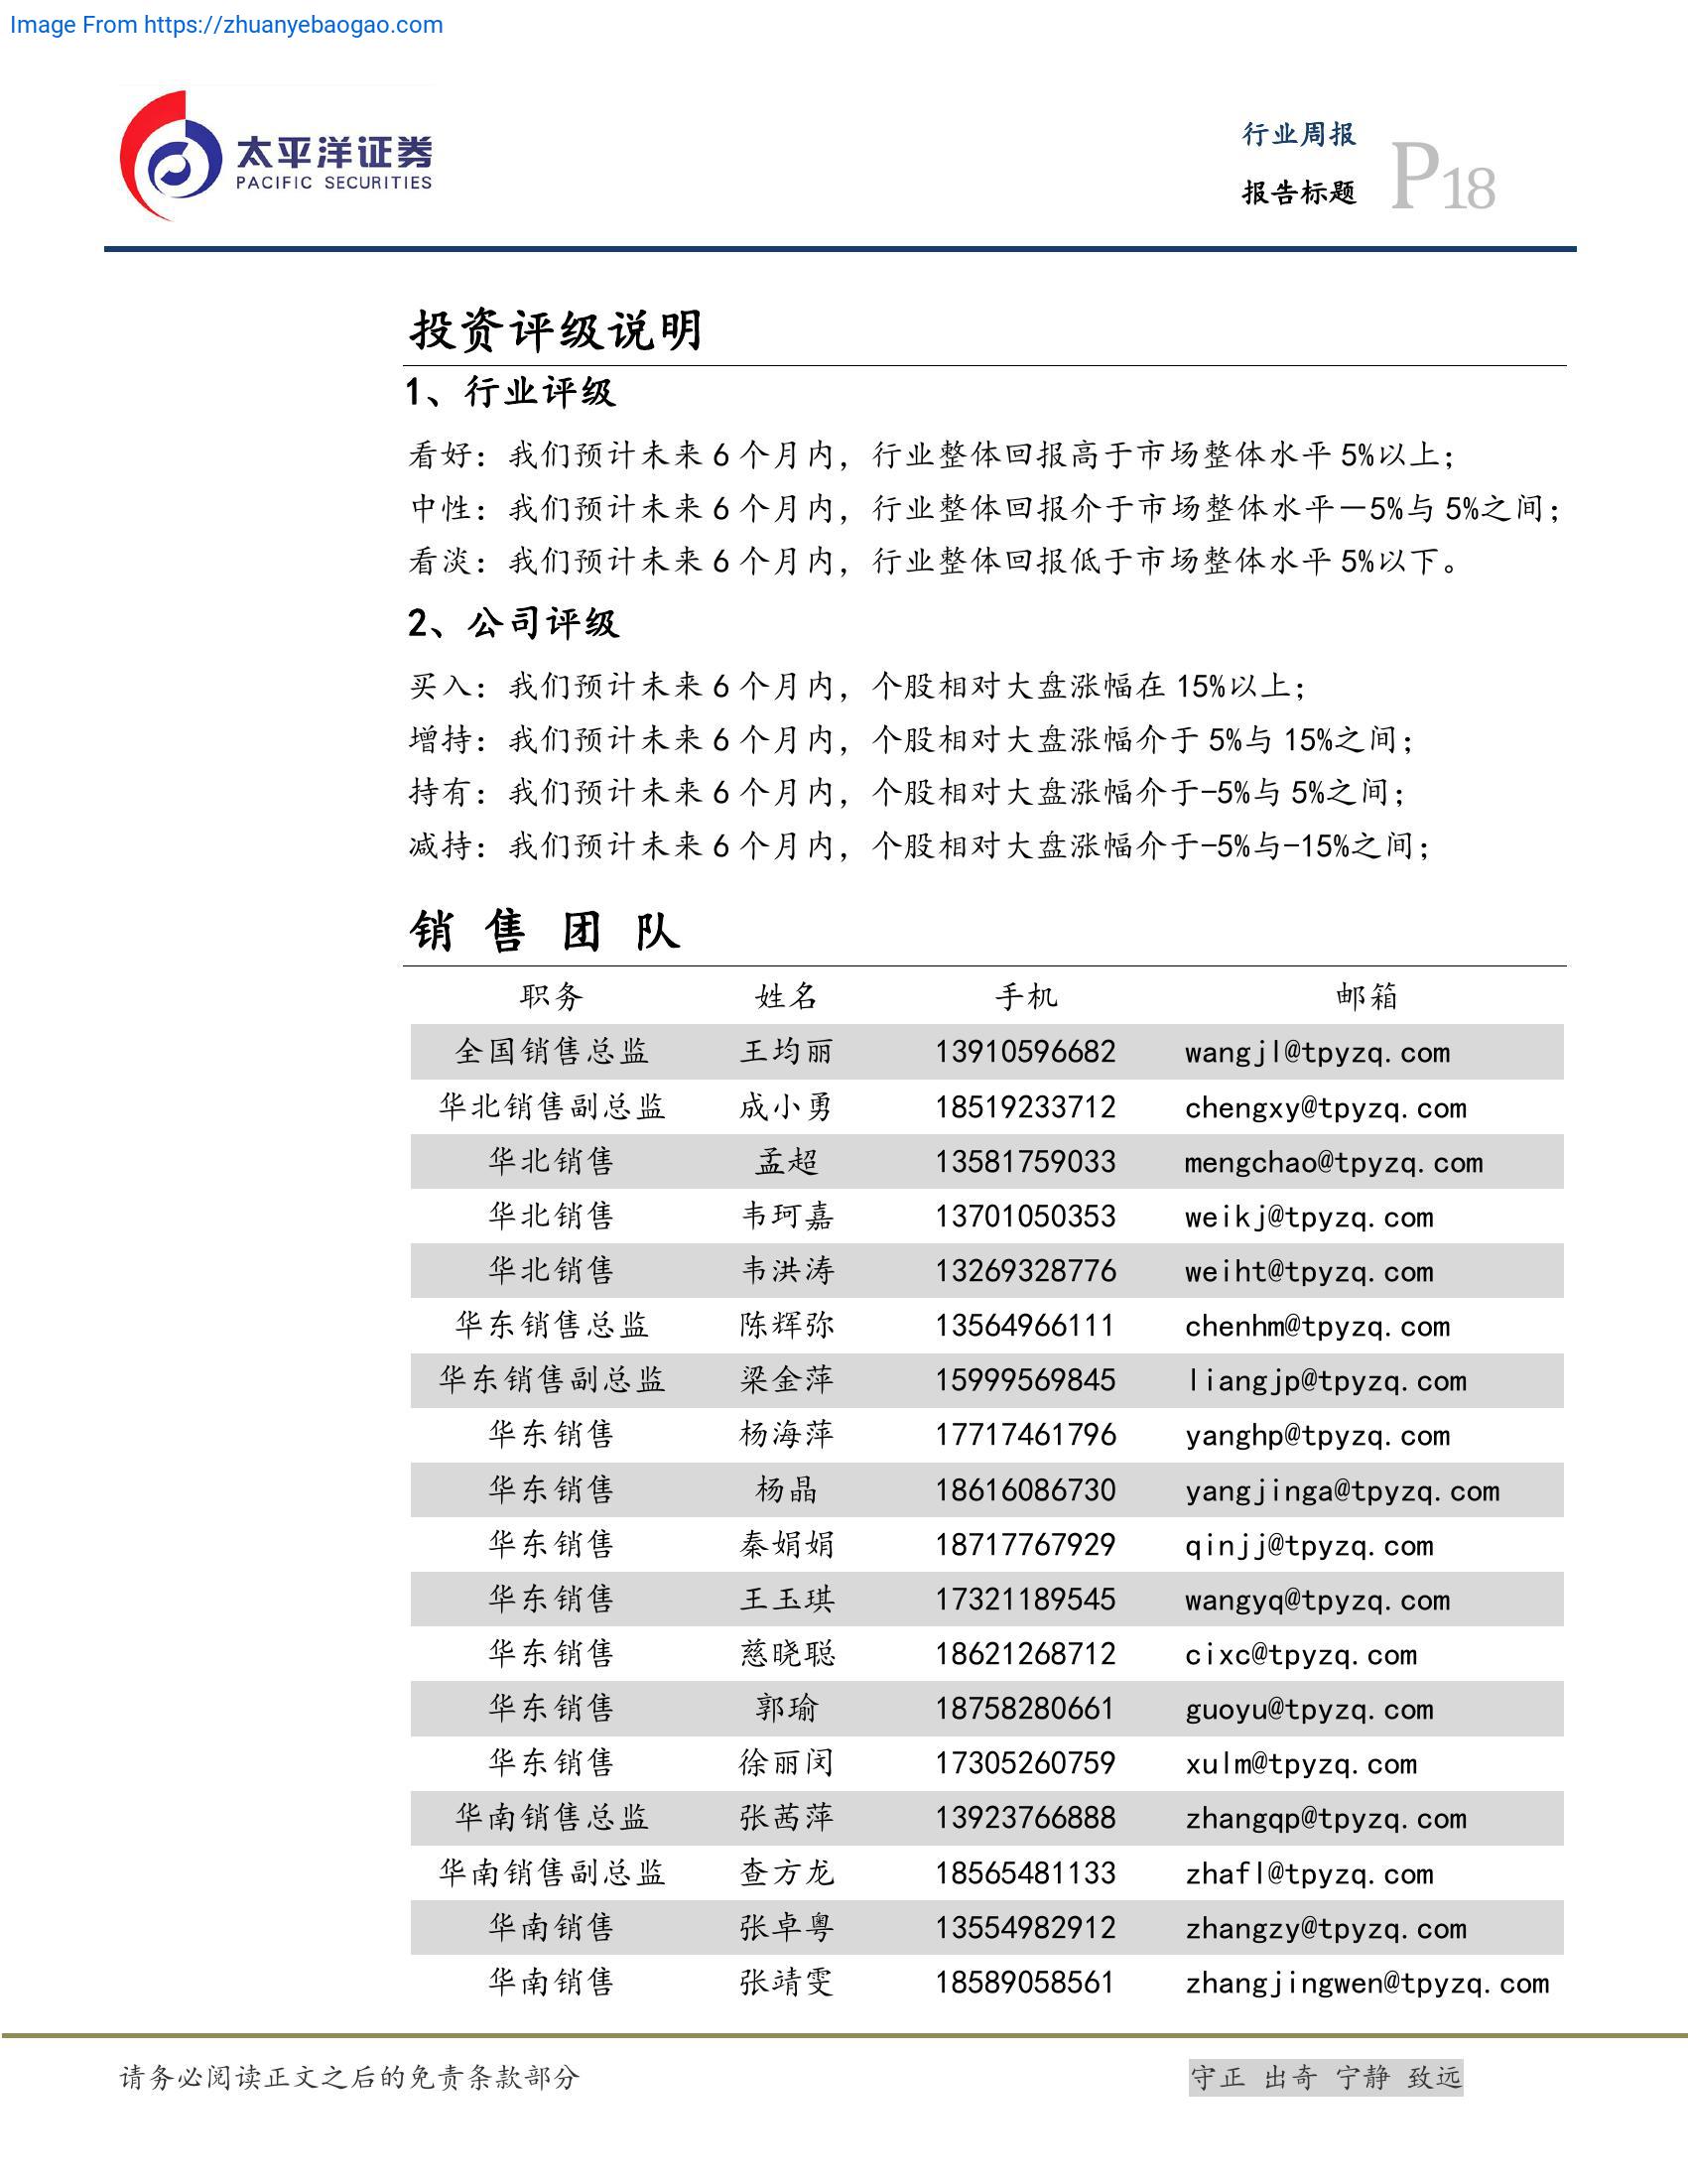 Image From https://zhuanyebaogao.com
太平洋证券
PACIFIC SECURITIES
行业周报
报告标题 P18
投资评级说明
1、行业评级
看好：我们预计未来 6 个月内，行业整体回报高于市场整体水平 5%以上；
中性：我们预计未来 6 个月内，行业整体回报介于市场整体水平－5%与 5%之间；
看淡：我们预计未来 6 个月内，行业整体回报低于市场整体水平 5%以下。
2、公司评级
买入：我们预计未来 6 个月内，个股相对大盘涨幅在 15%以上；
增持：我们预计未来 6 个月内，个股相对大盘涨幅介于 5%与 15%之间；
持有：我们预计未来 6 个月内，个股相对大盘涨幅介于-5%与 5%之间；
减持：我们预计未来 6 个月内，个股相对大盘涨幅介于-5%与-15%之间；
销 售 团 队
职务 姓名 手机 邮箱
全国销售总监 王均丽 13910596682 wangjl@tpyzq.com
华北销售副总监 成小勇 18519233712 chengxy@tpyzq.com
华北销售 孟超 13581759033 mengchao@tpyzq.com
华北销售 韦珂嘉 13701050353 weikj@tpyzq.com
华北销售 韦洪涛 13269328776 weiht@tpyzq.com
华东销售总监 陈辉弥 13564966111 chenhm@tpyzq.com
华东销售副总监 梁金萍 15999569845 liangjp@tpyzq.com
华东销售 杨海萍 17717461796 yanghp@tpyzq.com
华东销售 杨晶 18616086730 yangjinga@tpyzq.com
华东销售 秦娟娟 18717767929 qinjj@tpyzq.com
华东销售 王玉琪 17321189545 wangyq@tpyzq.com
华东销售 慈晓聪 18621268712 cixc@tpyzq.com
华东销售 郭瑜 18758280661 guoyu@tpyzq.com
华东销售 徐丽闵 17305260759 xulm@tpyzq.com
华南销售总监 张茜萍 13923766888 zhangqp@tpyzq.com
华南销售副总监 查方龙 18565481133 zhafl@tpyzq.com
华南销售 张卓粤 13554982912 zhangzy@tpyzq.com
华南销售 张靖雯 18589058561 zhangjingwen@tpyzq.com
请务必阅读正文之后的免责条款部分 守正 出奇 宁静 致远